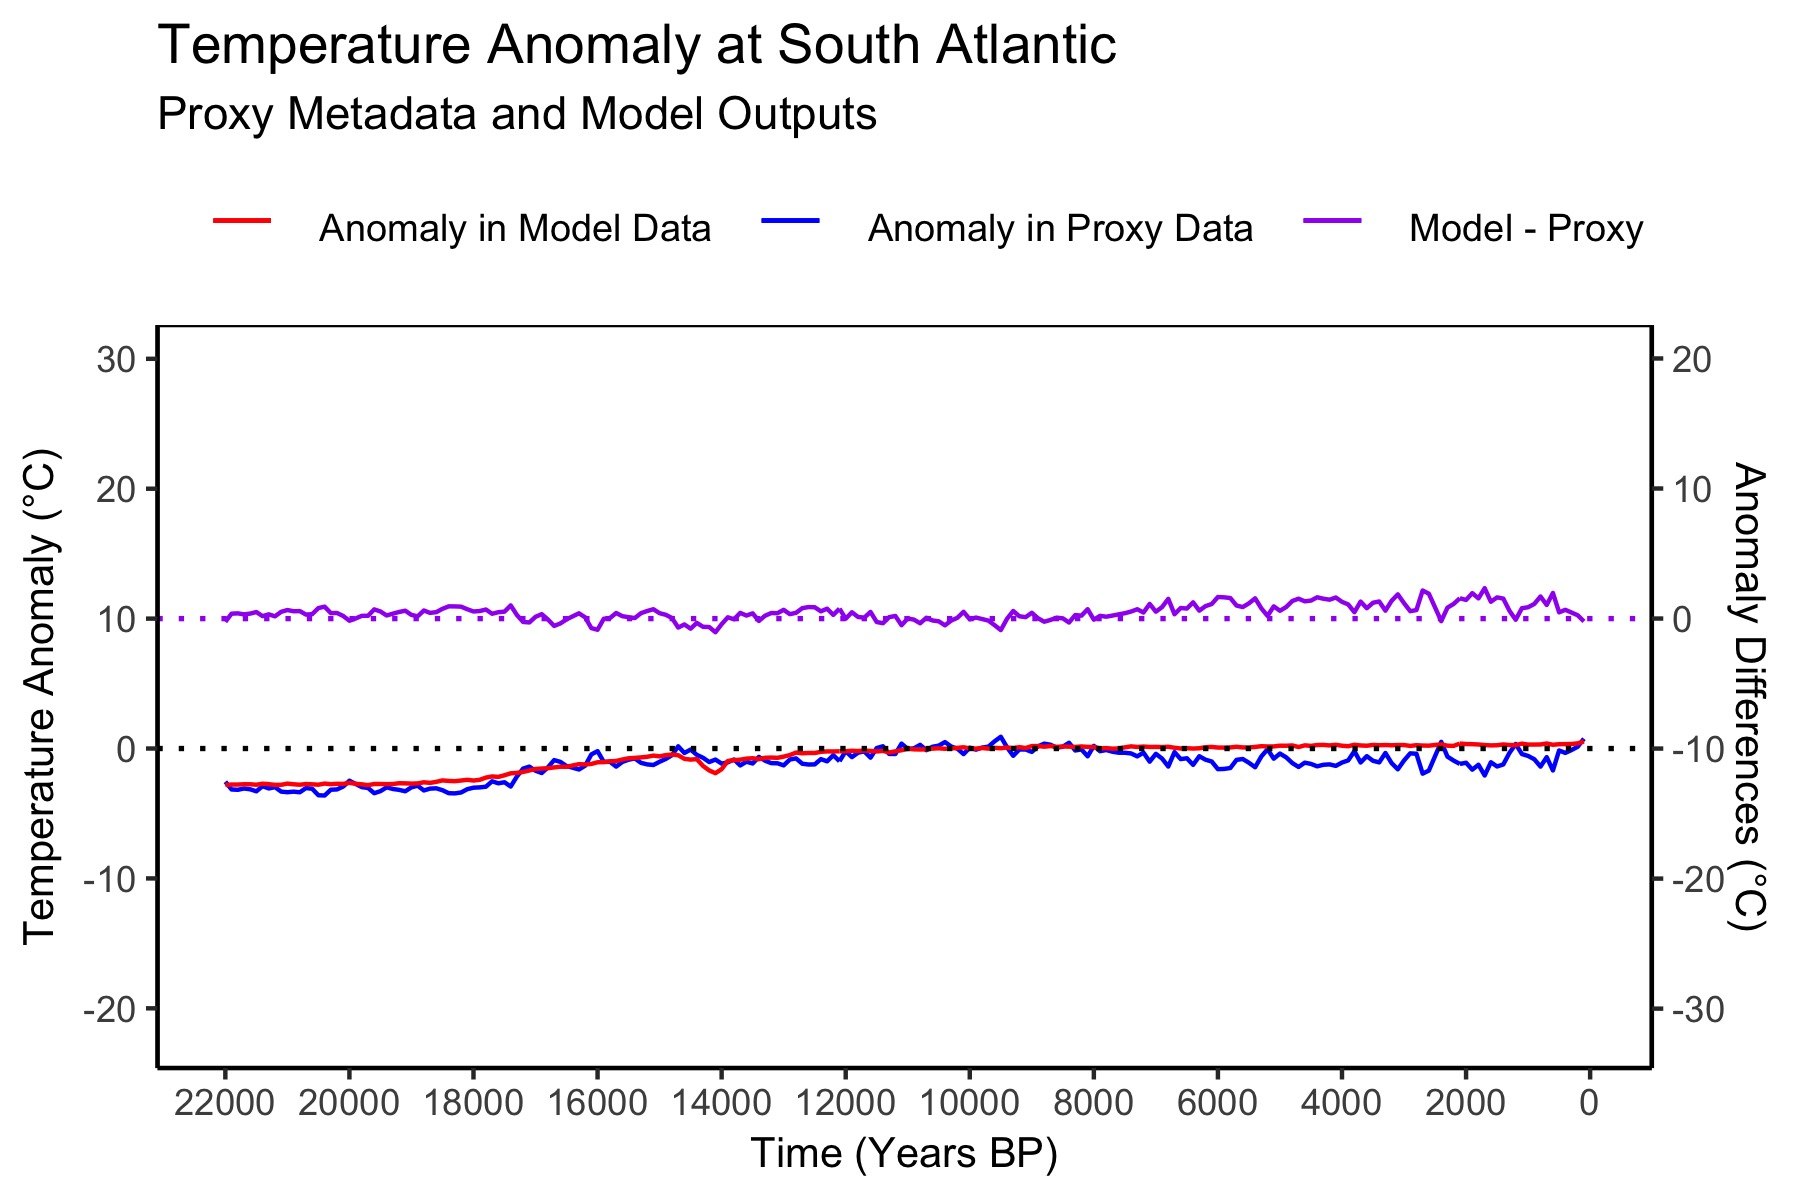 Temperature Anomaly at South Atlantic
Proxy Metadata and Model Outputs
Anomaly in Model Data Anomaly in Proxy Data Model - Proxy
Temperature Anomaly (°C)
30
20
10
0
-10
-20
20
10
0
-10
-20
-30
Anomaly Differences (°C)
22000 20000 18000 16000 14000 12000 10000 8000 6000 4000 2000 0
Time (Years BP)